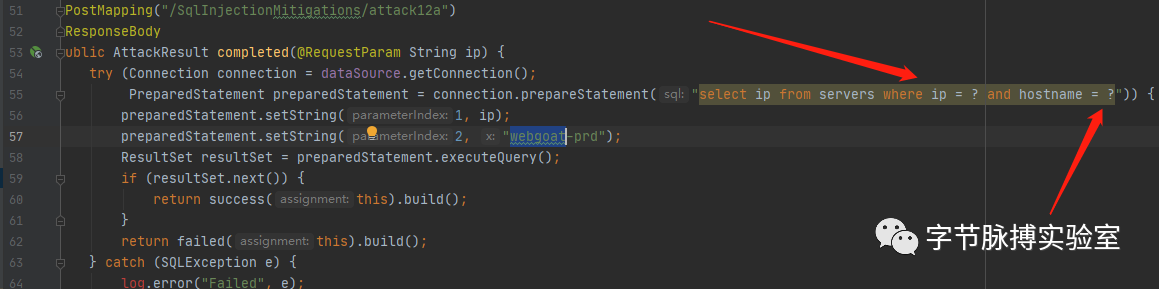 51 @PostMapping("/SqlInjectionMitigations/attack12a")
52 @ResponseBody
53 public AttackResult completed(@RequestParam String ip) {
54 try (Connection connection = dataSource.getConnection();
55 PreparedStatement preparedStatement = connection.prepareStatement( sql: "select ip from servers where ip = ? and hostname = ?")) {
56 preparedStatement.setString( parameterIndex: 1, ip);
57 preparedStatement.setString( parameterIndex: 2, x: "webgoat-prd");
58 ResultSet resultSet = preparedStatement.executeQuery();
59 if (resultSet.next()) {
60 return success( assignment: this).build();
61 }
62 return failed( assignment: this).build();
63 } catch (SQLException e) {
64 log.error("Failed", e);
字节脉搏实验室